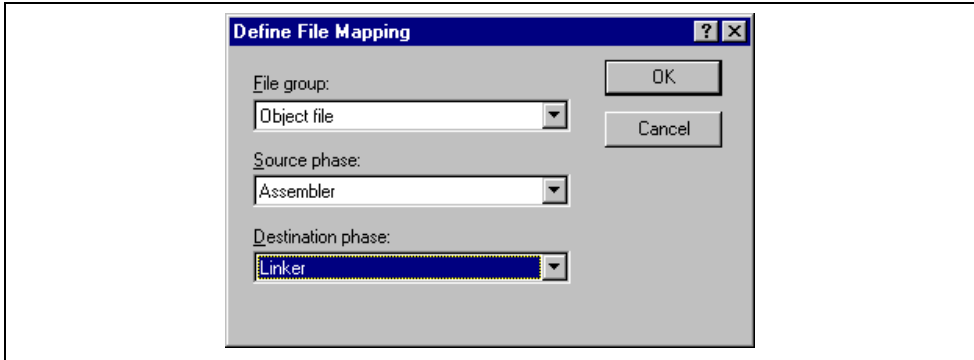 Define File Mapping
File group:
OK
Object file
Cancel
Source phase:
Assembler
Destination phase:
Linker